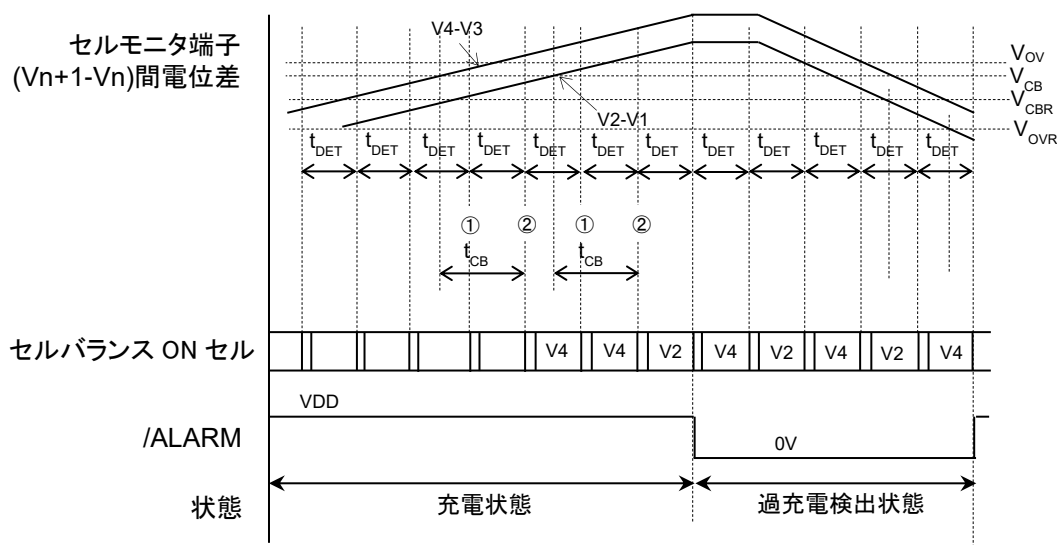 セルモニタ端子
(Vn+1-Vn)間電位差
V4-V3
V2-V1
VOV
VCB
VCBR
VOVR
tDET tDET tDET tDET tDET tDET tDET tDET tDET tDET tDET tDET
① ② ① ②
tCB tCB
セルバランス ON セル
V4 V4 V2 V4 V2 V4 V2 V4
VDD
/ALARM
0V
状態
充電状態
過充電検出状態